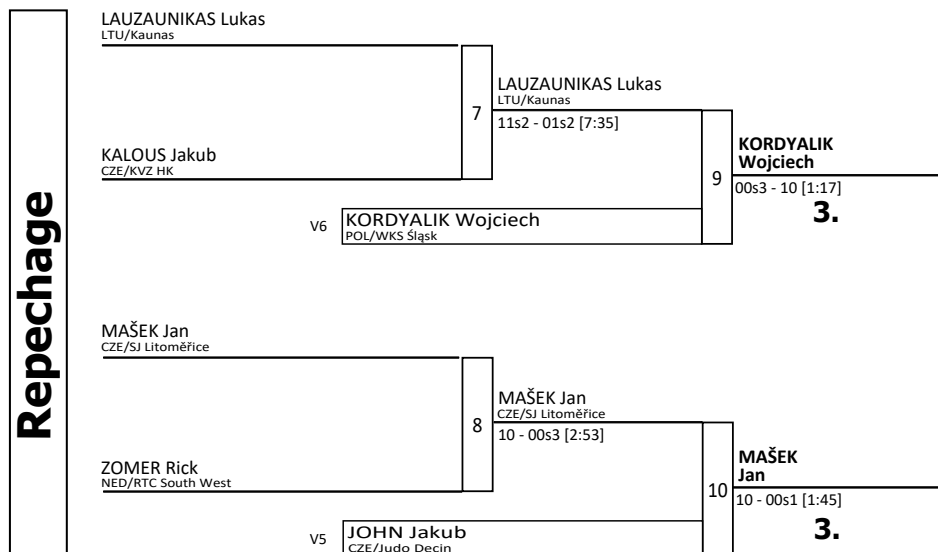 Repechage
LAUZAUNIKAS Lukas
LTU/Kaunas
7
LAUZAUNIKAS Lukas
LTU/Kaunas
11s2 - 01s2 [7:35]
KALOUS Jakub
CZE/KVZ HK
9
KORDYALIK
Wojciech
00s3 - 10 [1:17]
3.
V6
KORDYALIK Wojciech
POL/WKS Śląsk
MAŠEK Jan
CZE/SJ Litoměřice
8
MAŠEK Jan
CZE/SJ Litoměřice
10 - 00s3 [2:53]
ZOMER Rick
NED/RTC South West
10
MAŠEK
Jan
10 - 00s1 [1:45]
3.
V5
JOHN Jakub
CZE/Judo Decin